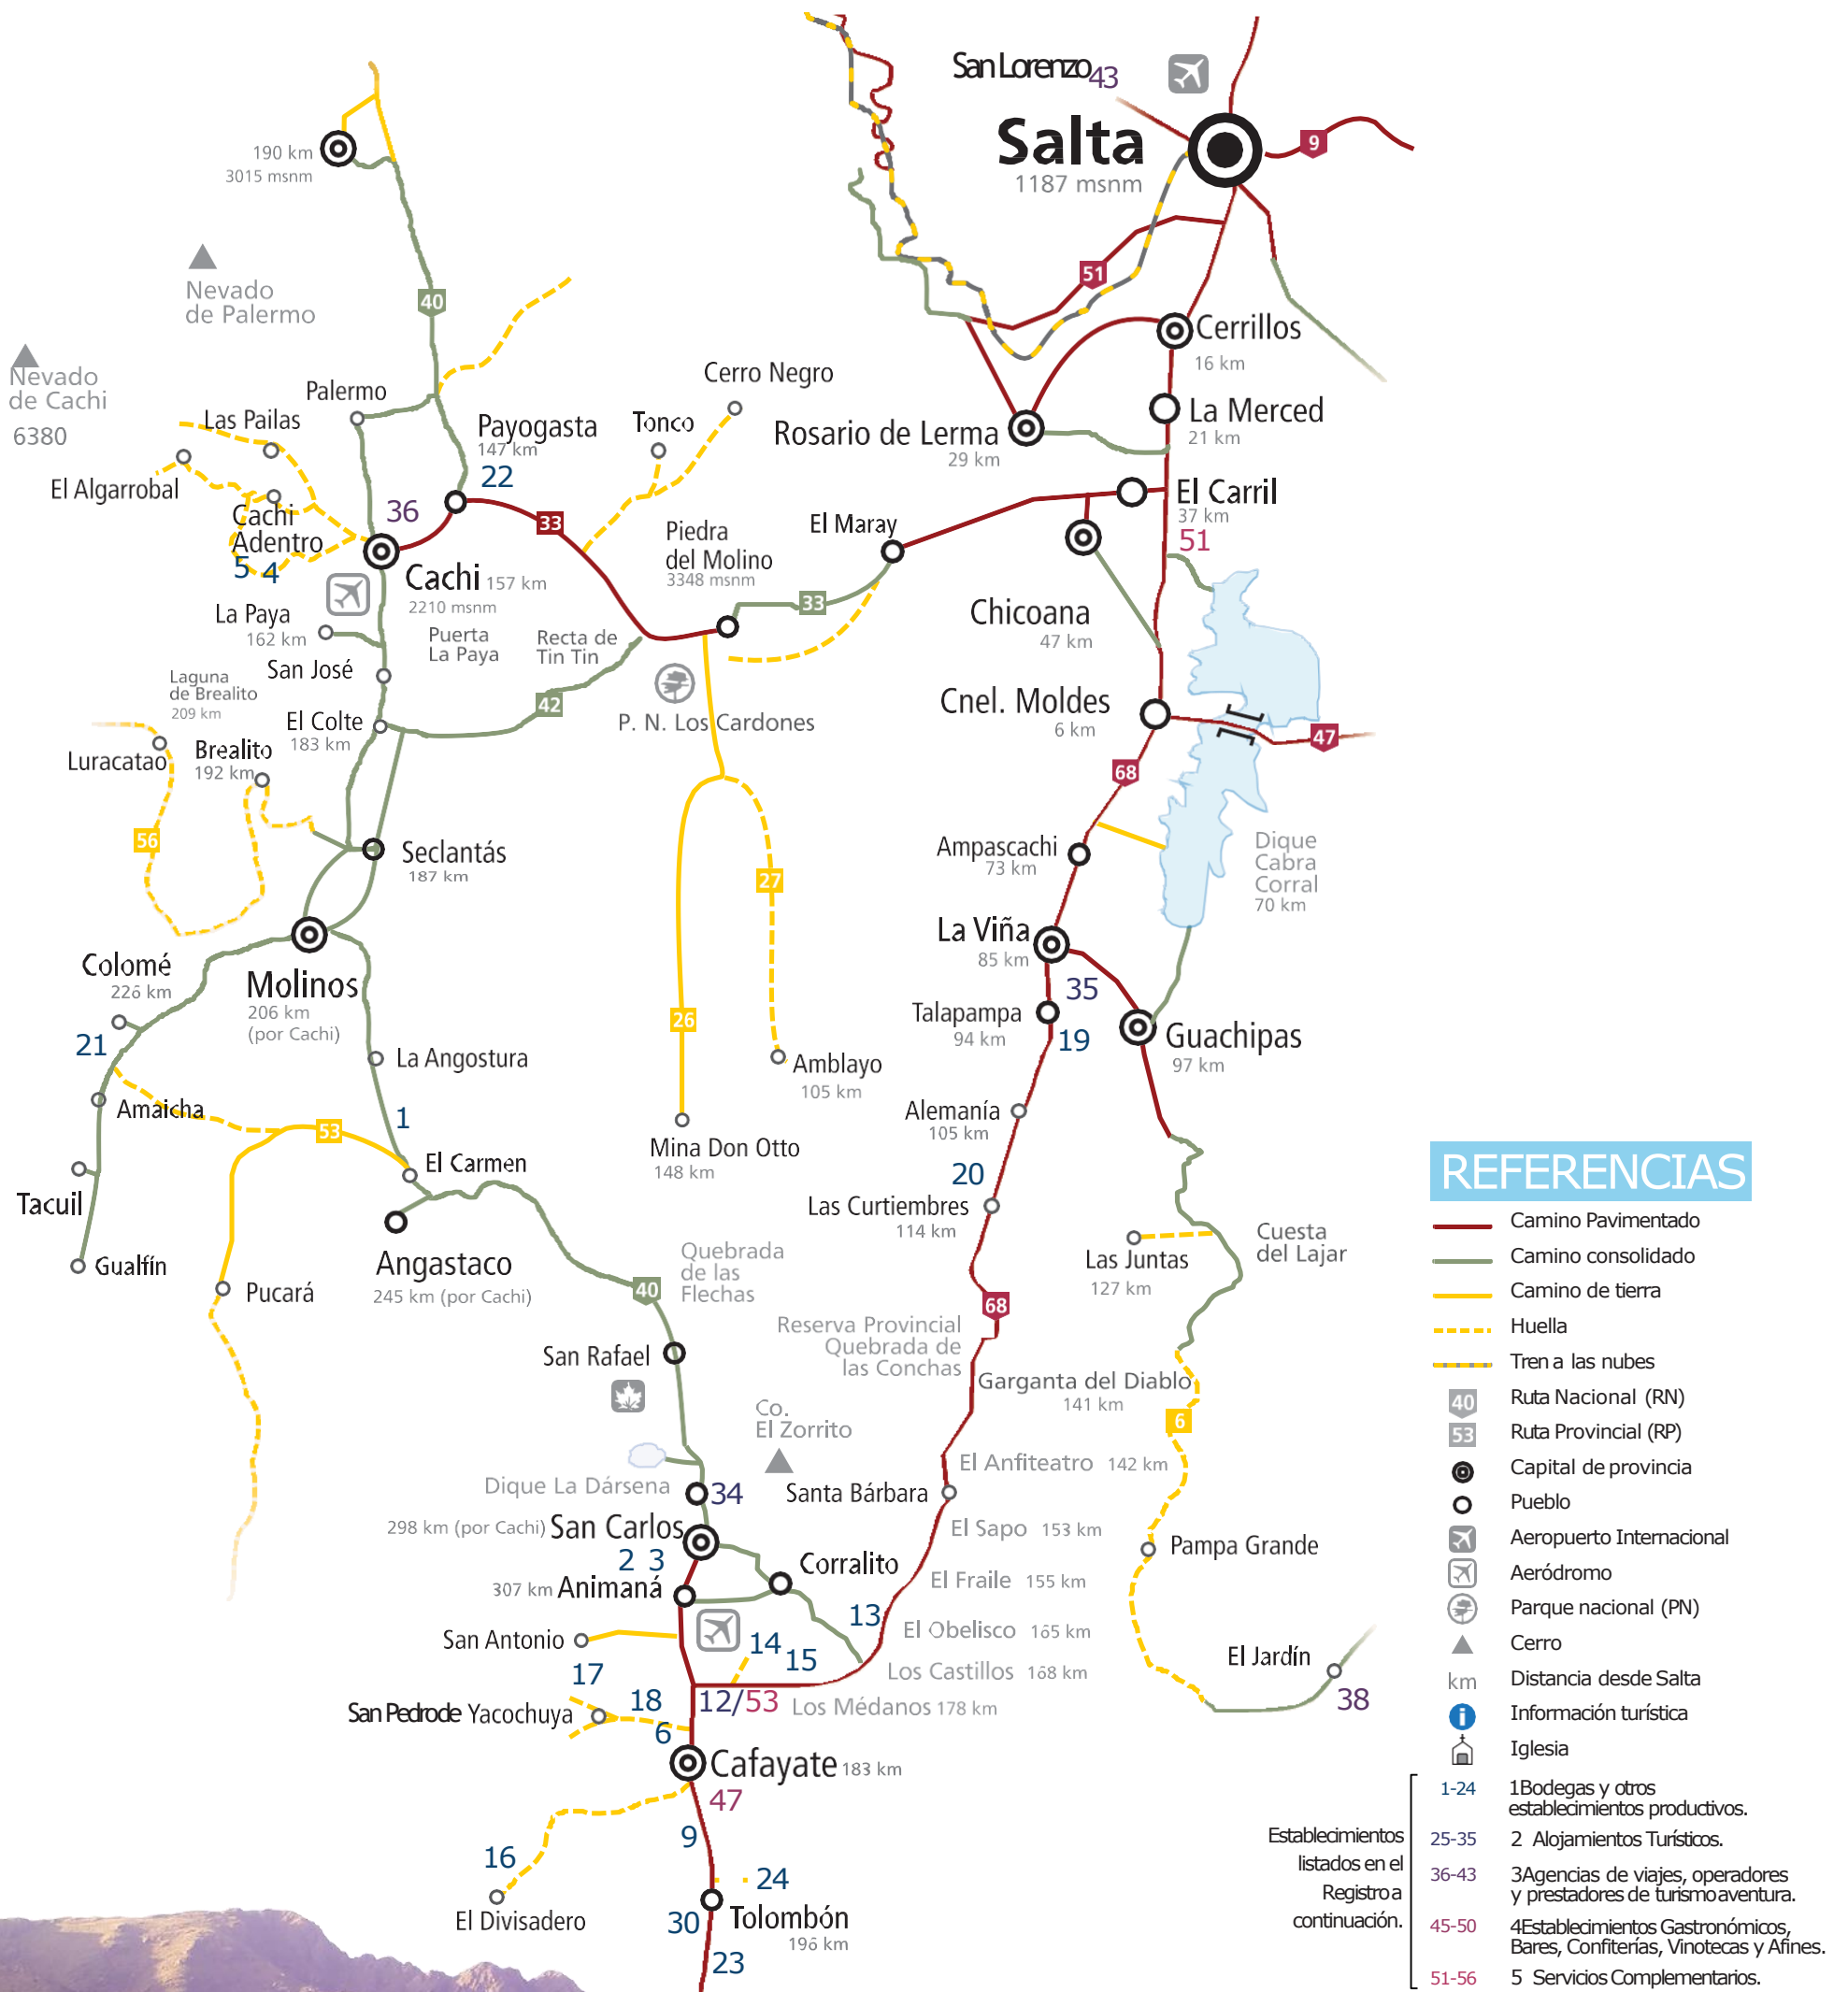 San Lorenzo 43
Salta
1187 msnm
9
190 km
3015 msnm
Nevado
de Palermo
40
51
Cerrillos
16 km
Nevado
de Cachi
6380
Cerro Negro
Palermo
Las Pailas
Payogasta
147 km
22
Tonco
Rosario de Lerma
29 km
La Merced
21 km
El Algarrobal
36
33
Cachi
Adentro
5 4
Piedra
del Molino
3348 msnm
El Maray
El Carril
37 km
51
Cachi 157 km
2210 msnm
33
La Paya
162 km
Puerta
La Paya
Recta de
Tin Tin
Chicoana
47 km
San José
Laguna
de Brealito
209 km
42
P. N. Los Cardones
Cnel. Moldes
6 km
47
El Colte
183 km
Luracatao
Brealito
192 km
68
56
Seclantás
187 km
27
Ampascachi
73 km
Dique
Cabra
Corral
70 km
La Viña
85 km
35
Colomé
226 km
Molinos
206 km
(por Cachi)
26
Talapampa
94 km
19
Guachipas
97 km
21
La Angostura
Amblayo
105 km
Amaicha
1
53
Alemanía
105 km
Mina Don Otto
148 km
El Carmen
20
Las Curtiembres
114 km
Tacuil
Gualfín
Angastaco
245 km (por Cachi)
Pucará
Quebrada
de las
Flechas
40
Las Juntas
127 km
Cuesta
del Lajar
68
Reserva Provincial
Quebrada de
las Conchas
San Rafael
Garganta del Diablo
141 km
6
Co.
El Zorrito
El Anfiteatro 142 km
Dique La Dársena
34
Santa Bárbara
298 km (por Cachi) San Carlos
2 3
El Sapo 153 km
Pampa Grande
Corralito
307 km Animaná
El Fraile 155 km
13
El Obelisco 165 km
San Antonio
14
15
17
Los Castillos 168 km
El Jardín
38
18
12/53
Los Médanos 178 km
San Pedro de Yacochuya
6
Cafayate 183 km
47
9
16
24
El Divisadero
30
Tolombón
196 km
23
REFERENCIAS
Camino Pavimentado
Camino consolidado
Camino de tierra
Huella
Tren a las nubes
40 Ruta Nacional (RN)
53 Ruta Provincial (RP)
Capital de provincia
Pueblo
Aeropuerto Internacional
Aeródromo
Parque nacional (PN)
Cerro
km Distancia desde Salta
i Información turística
Iglesia
Establecimientos
listados en el
Registro a
continuación.
1-24 1Bodegas y otros
establecimientos productivos.
25-35 2 Alojamientos Turísticos.
36-43 3Agencias de viajes, operadores
y prestadores de turismo aventura.
45-50 4Establecimientos Gastronómicos,
Bares, Confiterías, Vinotecas y Afines.
51-56 5 Servicios Complementarios.